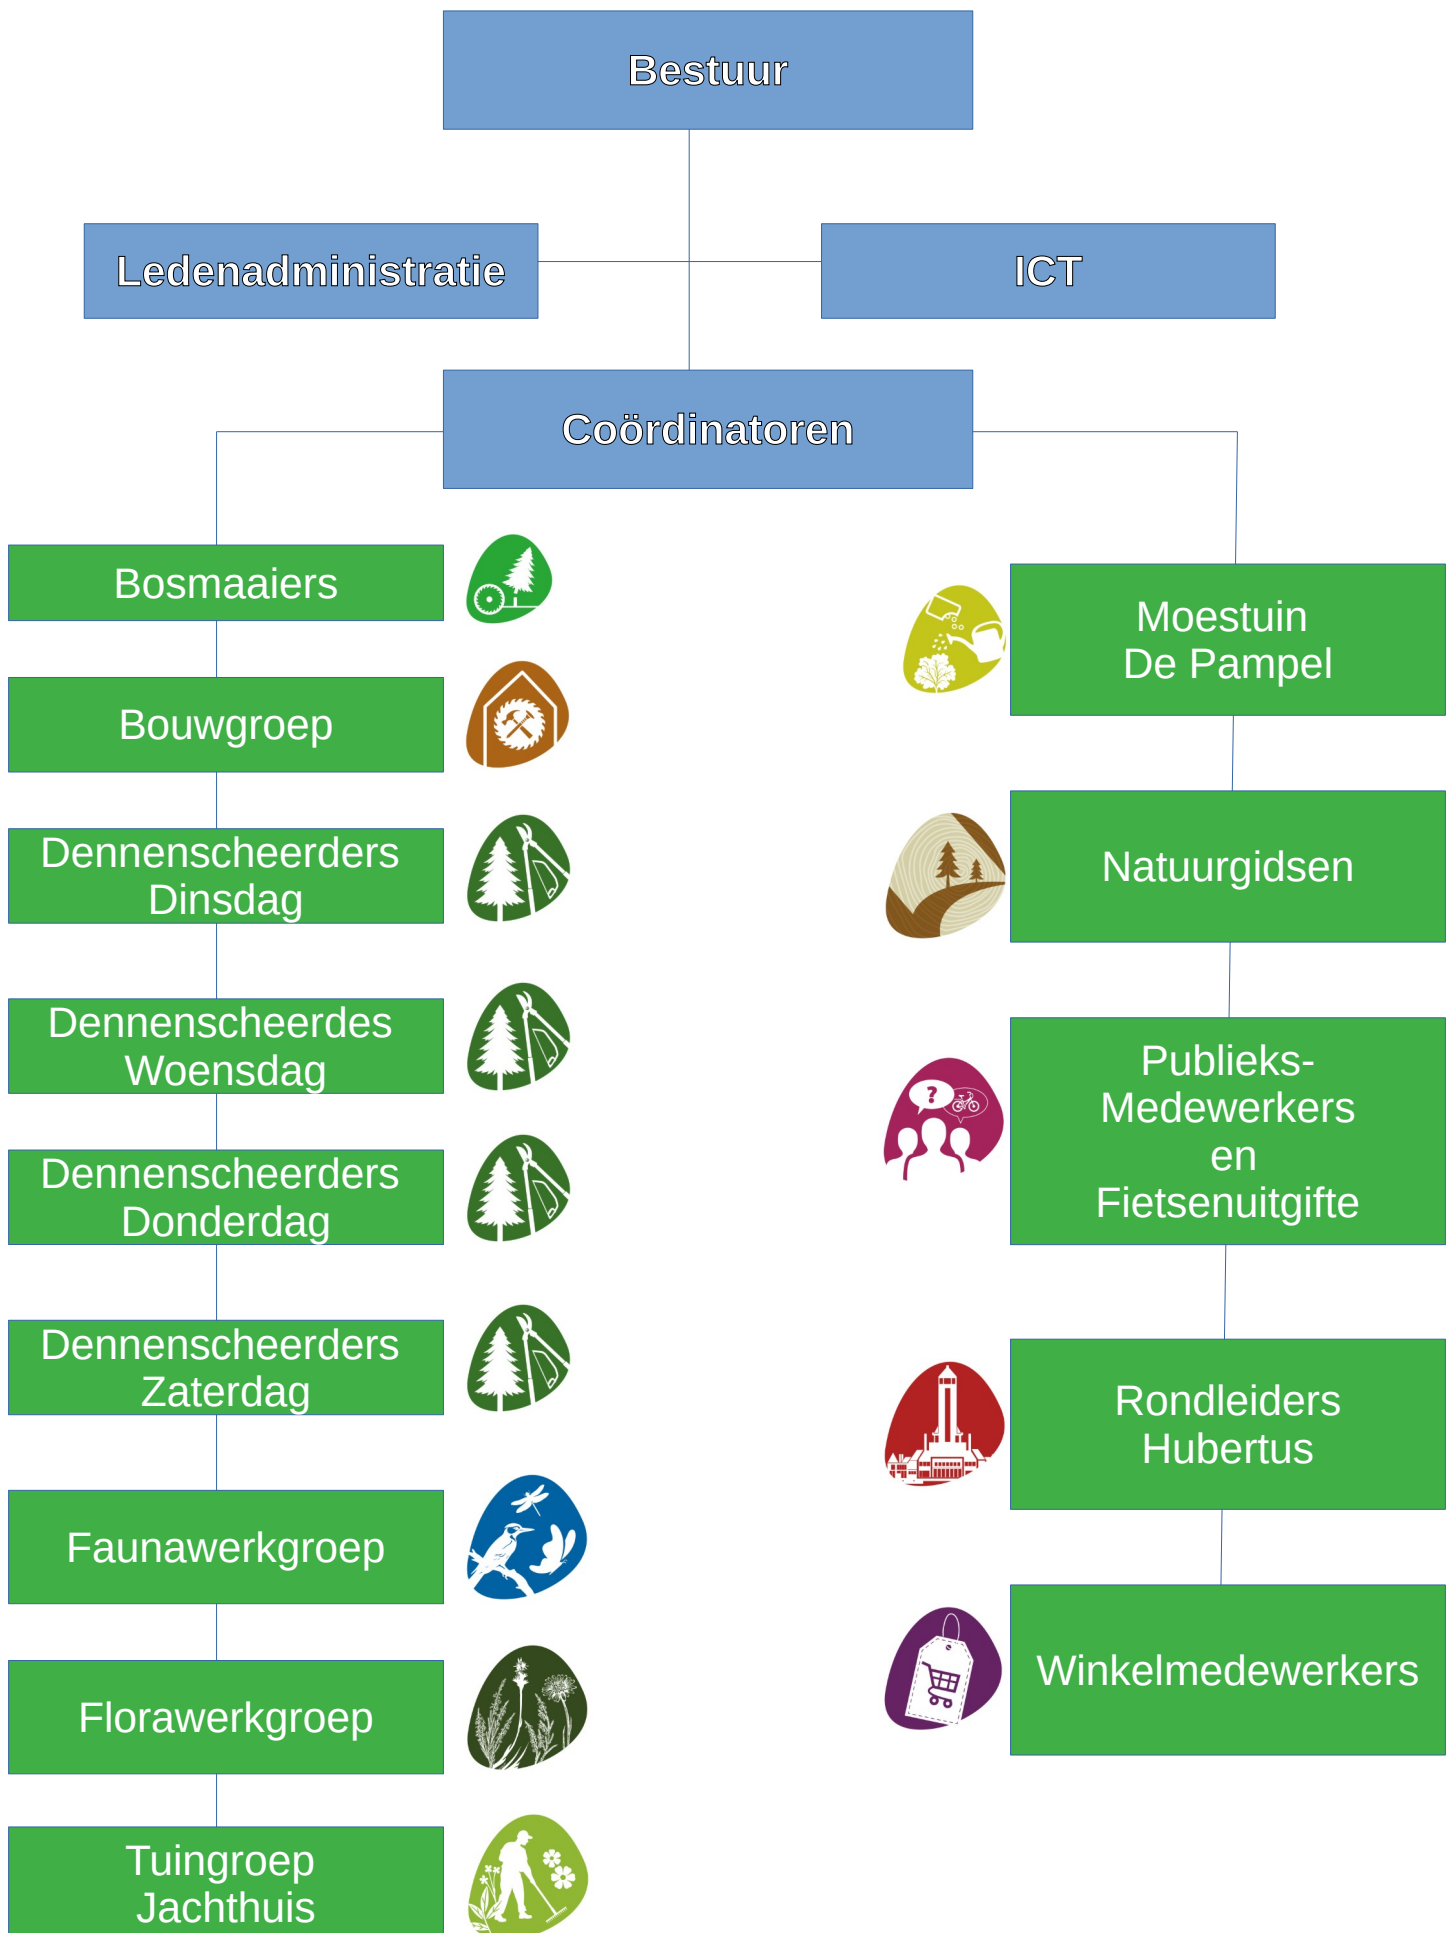 Bestuur
Ledenadministratie
ICT
Coördinatoren
Bosmaaiers
Bouwgroep
Dennenscheerders
Dinsdag
Dennenscheerdes
Woensdag
Dennenscheerders
Donderdag
Dennenscheerders
Zaterdag
Faunawerkgroep
Florawerkgroep
Tuingroep
Jachthuis
Moestuin
De Pampel
Natuurgidsen
?
Publieks-
Medewerkers
en
Fietsenuitgifte
Rondleiders
Hubertus
Winkelmedewerkers